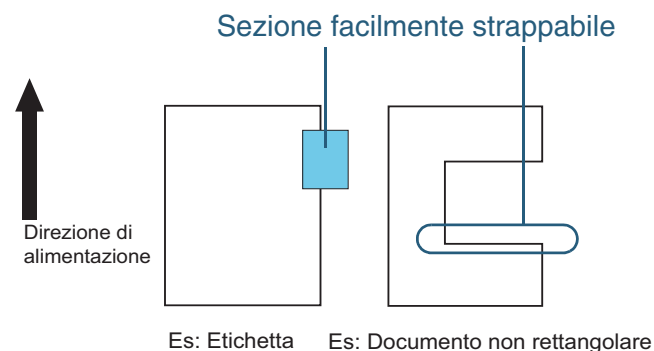 Sezione facilmente strappabile
Direzione di
alimentazione
Es: Etichetta
Es: Documento non rettangolare